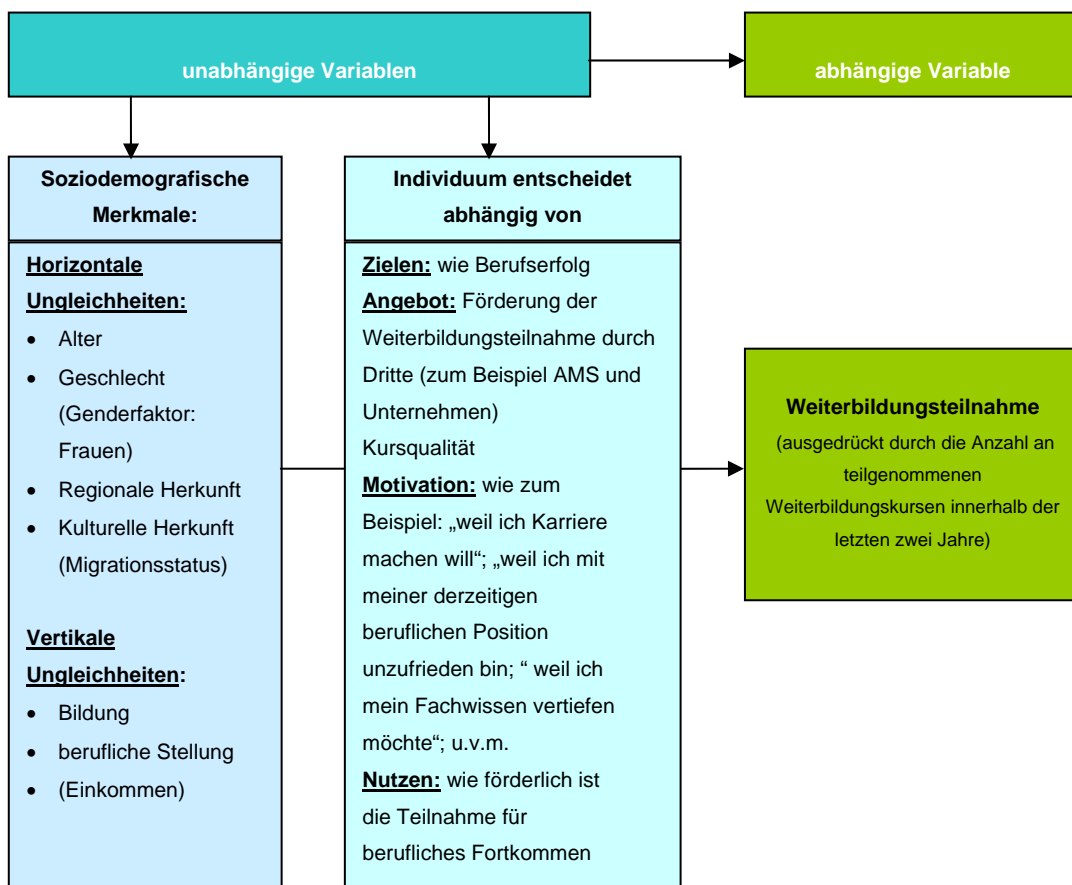 unabhängige Variablen
abhängige Variable
Soziodemografische
Merkmale:
Horizontale
Ungleichheiten:
• Alter
• Geschlecht
(Genderfaktor:
Frauen)
• Regionale Herkunft
• Kulturelle Herkunft
(Migrationsstatus)
Vertikale
Ungleichheiten:
• Bildung
• berufliche Stellung
• (Einkommen)
Individuum entscheidet
abhängig von
Zielen: wie Berufserfolg
Angebot: Förderung der
Weiterbildungsteilnahme durch
Dritte (zum Beispiel AMS und
Unternehmen)
Kursqualität
Motivation: wie zum
Beispiel: „weil ich Karriere
machen will“; „weil ich mit
meiner derzeitigen
beruflichen Position
unzufrieden bin; “ weil ich
mein Fachwissen vertiefen
möchte“; u.v.m.
Nutzen: wie förderlich ist
die Teilnahme für
berufliches Fortkommen
Weiterbildungsteilnahme
(ausgedrückt durch die Anzahl an
teilgenommenen
Weiterbildungskursen innerhalb der
letzten zwei Jahre)